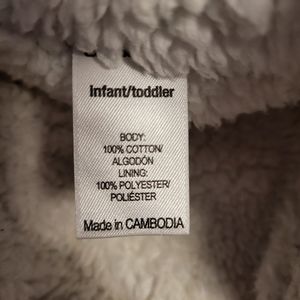 Infant/toddler
BODY:
100% COTTON/
ALGODÓN
LINING:
100% POLYESTER/
POLIÉSTER
Made in CAMBODIA